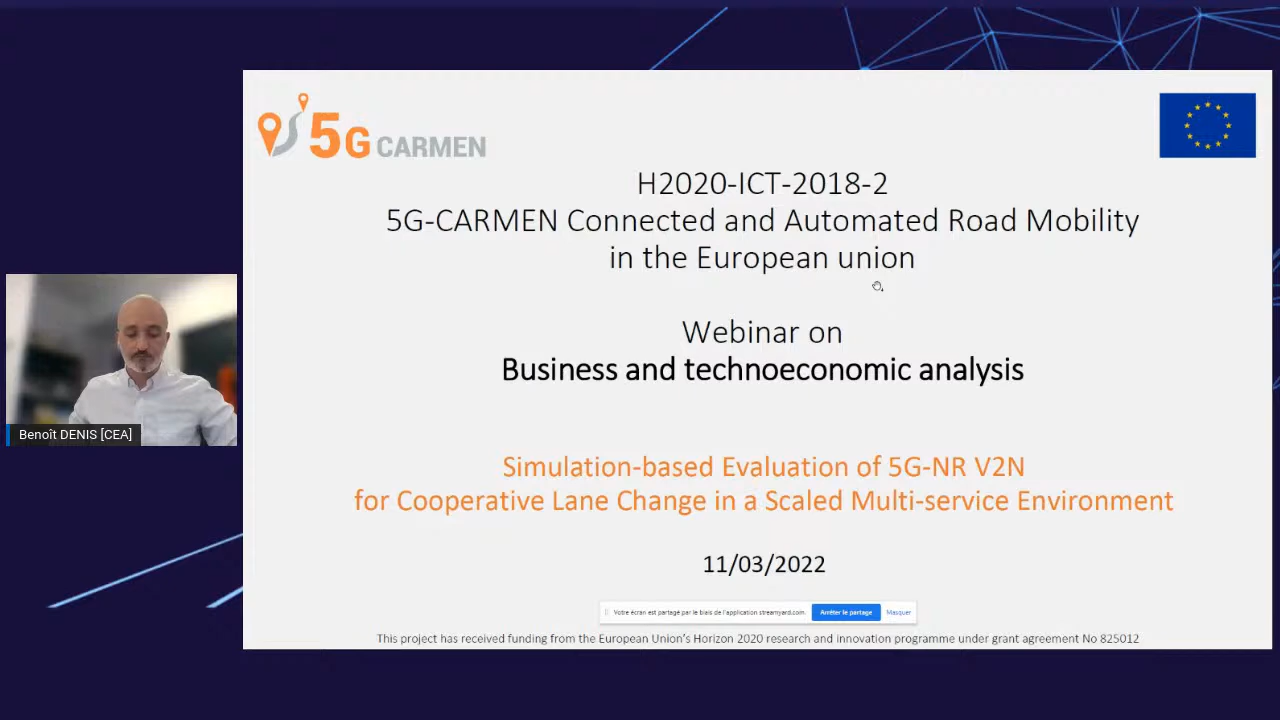 5G CARMEN
H2020-ICT-2018-2
5G-CARMEN Connected and Automated Road Mobility
in the European union
Webinar on
Business and technoeconomic analysis
Benoît DENIS [CEA]
Simulation-based Evaluation of 5G-NR V2N
for Cooperative Lane Change in a Scaled Multi-service Environment
11/03/2022
Votre écran est partagé par le biais de l'application streamyard.com. Arrêter le partage Masquer
This project has received funding from the European Union's Horizon 2020 research and innovation programme under grant agreement No 825012